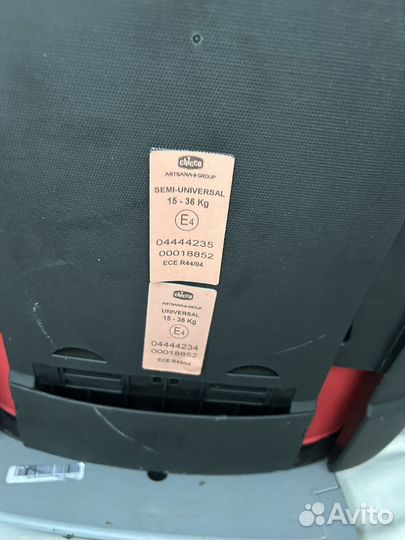 chicco
ARTSANA GROUP
SEMI-UNIVERSAL
15 - 36 Kg
E4
04444235
00018852
ECE R44/04
chicco
ARTSANA GROUP
UNIVERSAL
15 - 36 Kg
E4
04444234
00018852
ECE R44/04
Avito